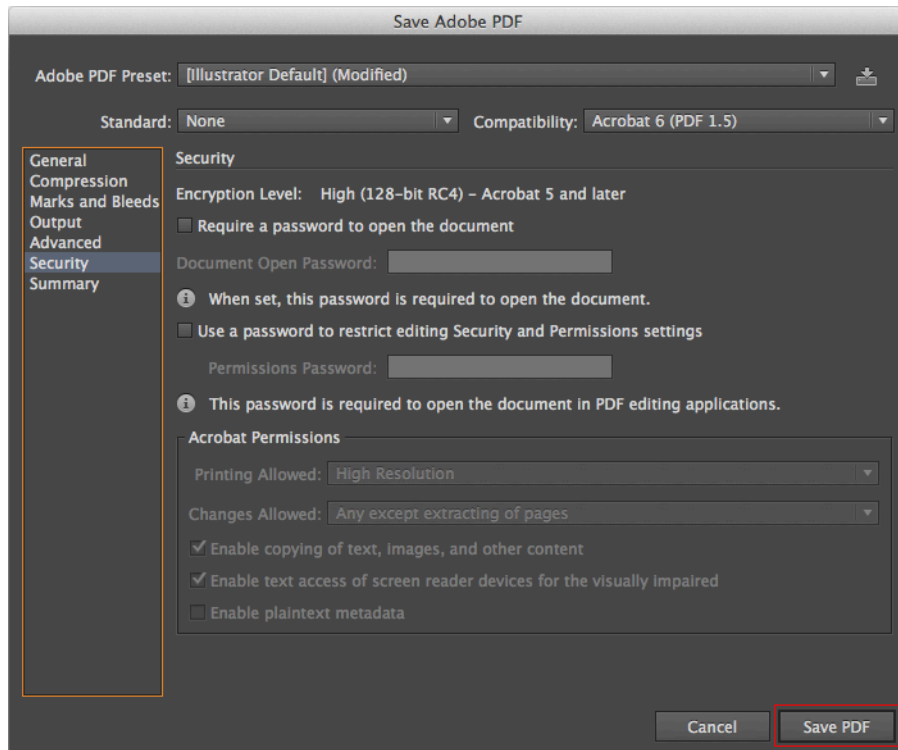 Save Adobe PDF
Adobe PDF Preset: [Illustrator Default] (Modified)
Standard: None Compatibility: Acrobat 6 (PDF 1.5)
General
Compression
Marks and Bleeds
Output
Advanced
Security
Summary
Security
Encryption Level: High (128-bit RC4) – Acrobat 5 and later
Require a password to open the document
Document Open Password:
When set, this password is required to open the document.
Use a password to restrict editing Security and Permissions settings
Permissions Password:
This password is required to open the document in PDF editing applications.
Acrobat Permissions
Printing Allowed: High Resolution
Changes Allowed: Any except extracting of pages
Enable copying of text, images, and other content
Enable text access of screen reader devices for the visually impaired
Enable plaintext metadata
Cancel Save PDF